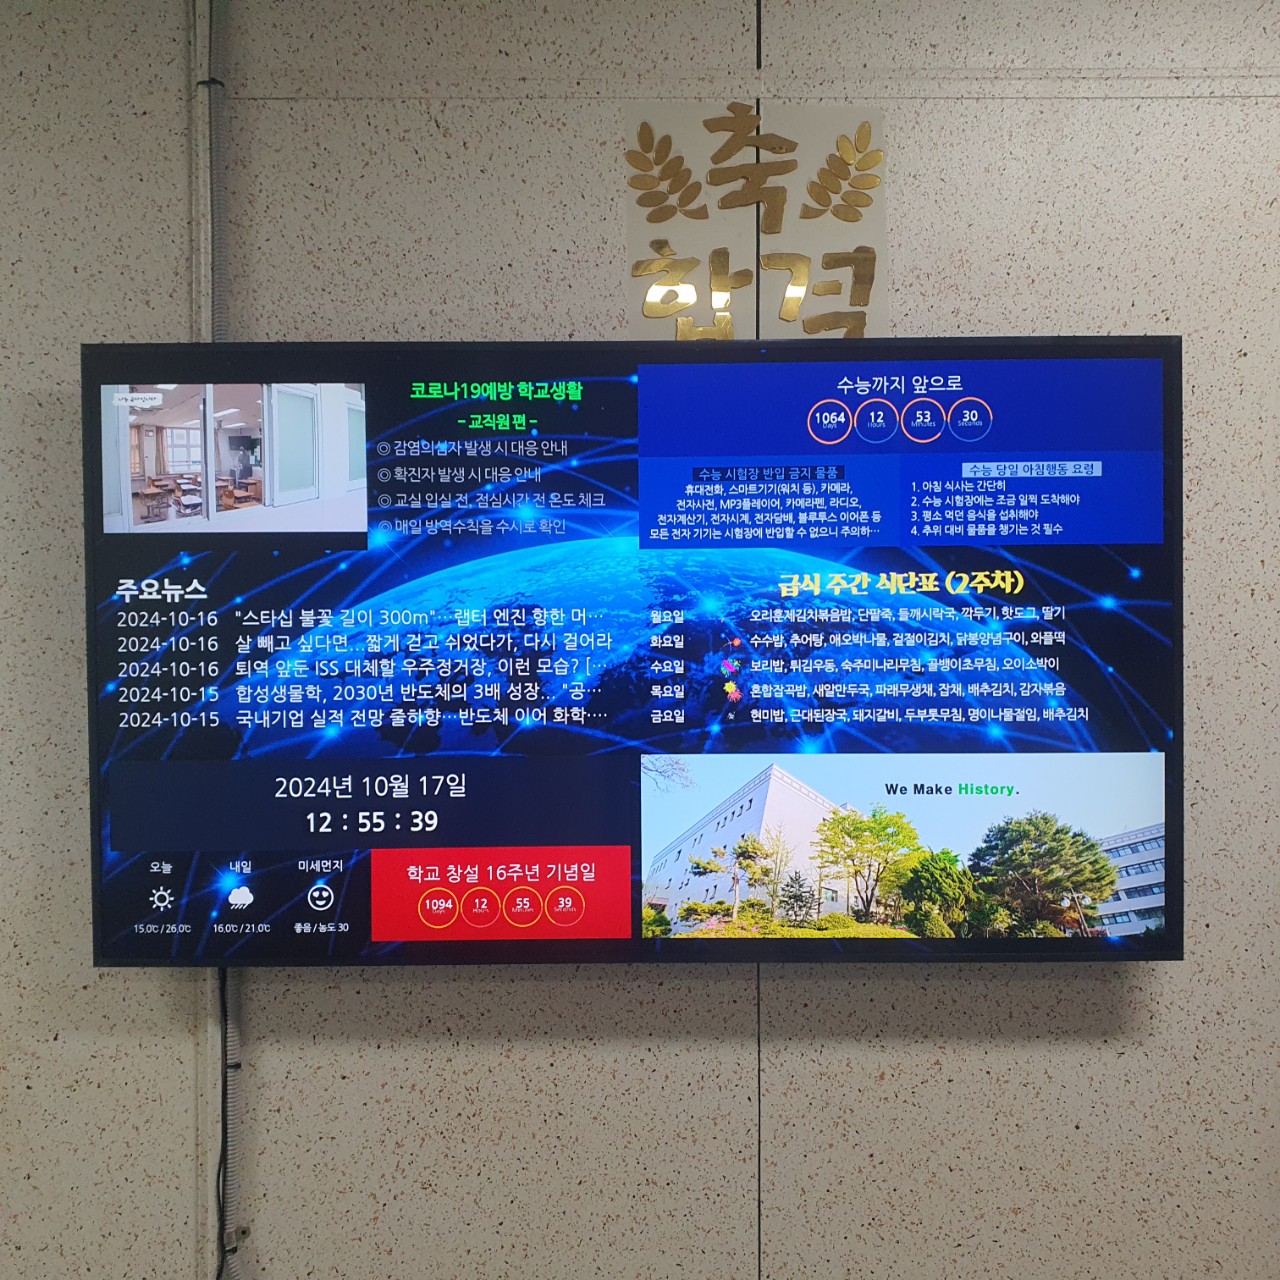 축
합격
코로나19예방 학교생활
- 교직원 편 -
◎ 감염의심자 발생 시 대응 안내
◎ 확진자 발생 시 대응 안내
◎ 교실 입실 전, 점심시간 전 온도 체크
◎ 매일 방역수칙을 수시로 확인
수능까지 앞으로
1064 12 53 30
Days Hours Minutes Seconds
수능 시험장 반입 금지 물품
휴대전화, 스마트기기(워치 등), 카메라,
전자사전, MP3플레이어, 카메라펜, 라디오,
전자계산기, 전자시계, 전자담배, 블루투스 이어폰 등
모든 전자 기기는 시험장에 반입할 수 없으니 주의하…
수능 당일 아침행동 요령
1. 아침 식사는 간단히
2. 수능 시험장에는 조금 일찍 도착해야
3. 평소 먹던 음식을 섭취해야
4. 추위 대비 물품을 챙기는 것 필수
주요뉴스
2024-10-16 "스타십 불꽃 길이 300m"…랩터 엔진 향한 머…
2024-10-16 살 빼고 싶다면…짧게 걷고 쉬었다가, 다시 걸어라
2024-10-16 퇴역 앞둔 ISS 대체할 우주정거장, 이런 모습? […
2024-10-15 합성생물학, 2030년 반도체의 3배 성장… "공…
2024-10-15 국내기업 실적 전망 줄하향…반도체 이어 화학…
급식 주간 식단표 (2주차)
월요일 오리훈제김치볶음밥, 단팥죽, 들깨시락국, 깍두기, 핫도그, 딸기
화요일 수수밥, 추어탕, 애오박나물, 겉절이김치, 닭봉양념구이, 와플떡
수요일 보리밥, 튀김우동, 숙주미나리무침, 골뱅이초무침, 오이소박이
목요일 혼합잡곡밥, 새알만두국, 파래무생채, 잡채, 배추김치, 감자볶음
금요일 현미밥, 근대된장국, 돼지갈비, 두부톳무침, 명이나물절임, 배추김치
2024년 10월 17일
12 : 55 : 39
오늘 내일 미세먼지
15.0℃ / 26.0℃ 16.0℃ / 21.0℃ 좋음 / 농도 30
학교 창설 16주년 기념일
1094 12 55 39
Days Hours Minutes Seconds
We Make History.